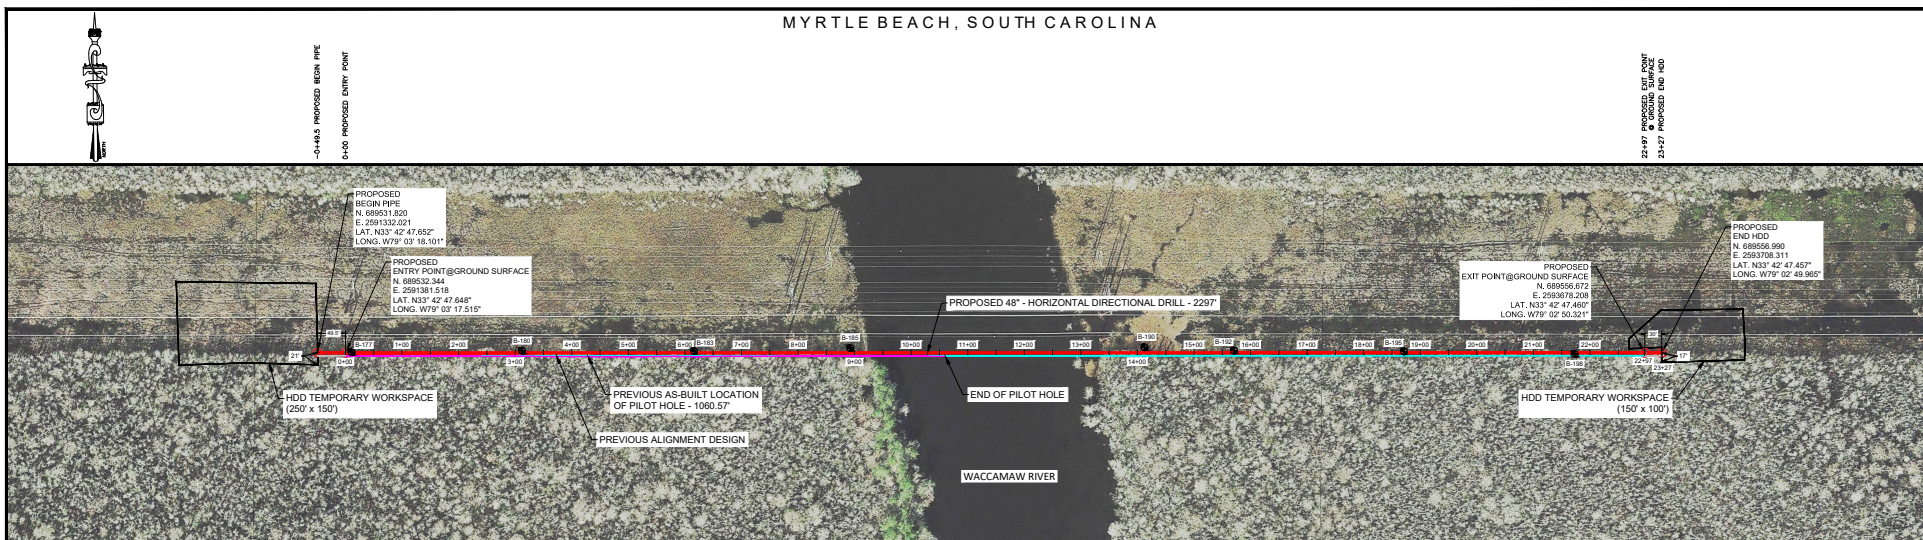 MYRTLE BEACH, SOUTH CAROLINA
NORTH
-0+49.5 PROPOSED BEGIN PIPE
0+00 PROPOSED ENTRY POINT
22+97 PROPOSED EXIT POINT
@ GROUND SURFACE
23+27 PROPOSED END HDD
PROPOSED
BEGIN PIPE
N. 689531.820
E. 2591332.021
LAT. N33° 42' 47.652"
LONG. W79° 03' 18.101"
PROPOSED
ENTRY POINT@GROUND SURFACE
N. 689532.344
E. 2591381.518
LAT. N33° 42' 47.648"
LONG. W79° 03' 17.515"
PROPOSED
EXIT POINT@GROUND SURFACE
N. 689556.672
E. 2593678.208
LAT. N33° 42' 47.460"
LONG. W79° 02' 50.321"
PROPOSED
END HDD
N. 689556.990
E. 2593708.311
LAT. N33° 42' 47.457"
LONG. W79° 02' 49.965"
PROPOSED 48" - HORIZONTAL DIRECTIONAL DRILL - 2297'
49.5'
30'
B-177
B-180
B-183
B-185
B-190
B-192
B-195
B-198
1+00
2+00
4+00
5+00
6+00
7+00
8+00
10+00
11+00
12+00
13+00
15+00
16+00
17+00
18+00
19+00
20+00
21+00
22+00
21'
0+00
3+00
9+00
14+00
22+97
23+27
17'
HDD TEMPORARY WORKSPACE
(250' x 150')
PREVIOUS AS-BUILT LOCATION
OF PILOT HOLE - 1060.57'
END OF PILOT HOLE
HDD TEMPORARY WORKSPACE
(150' x 100')
PREVIOUS ALIGNMENT DESIGN
WACCAMAW RIVER